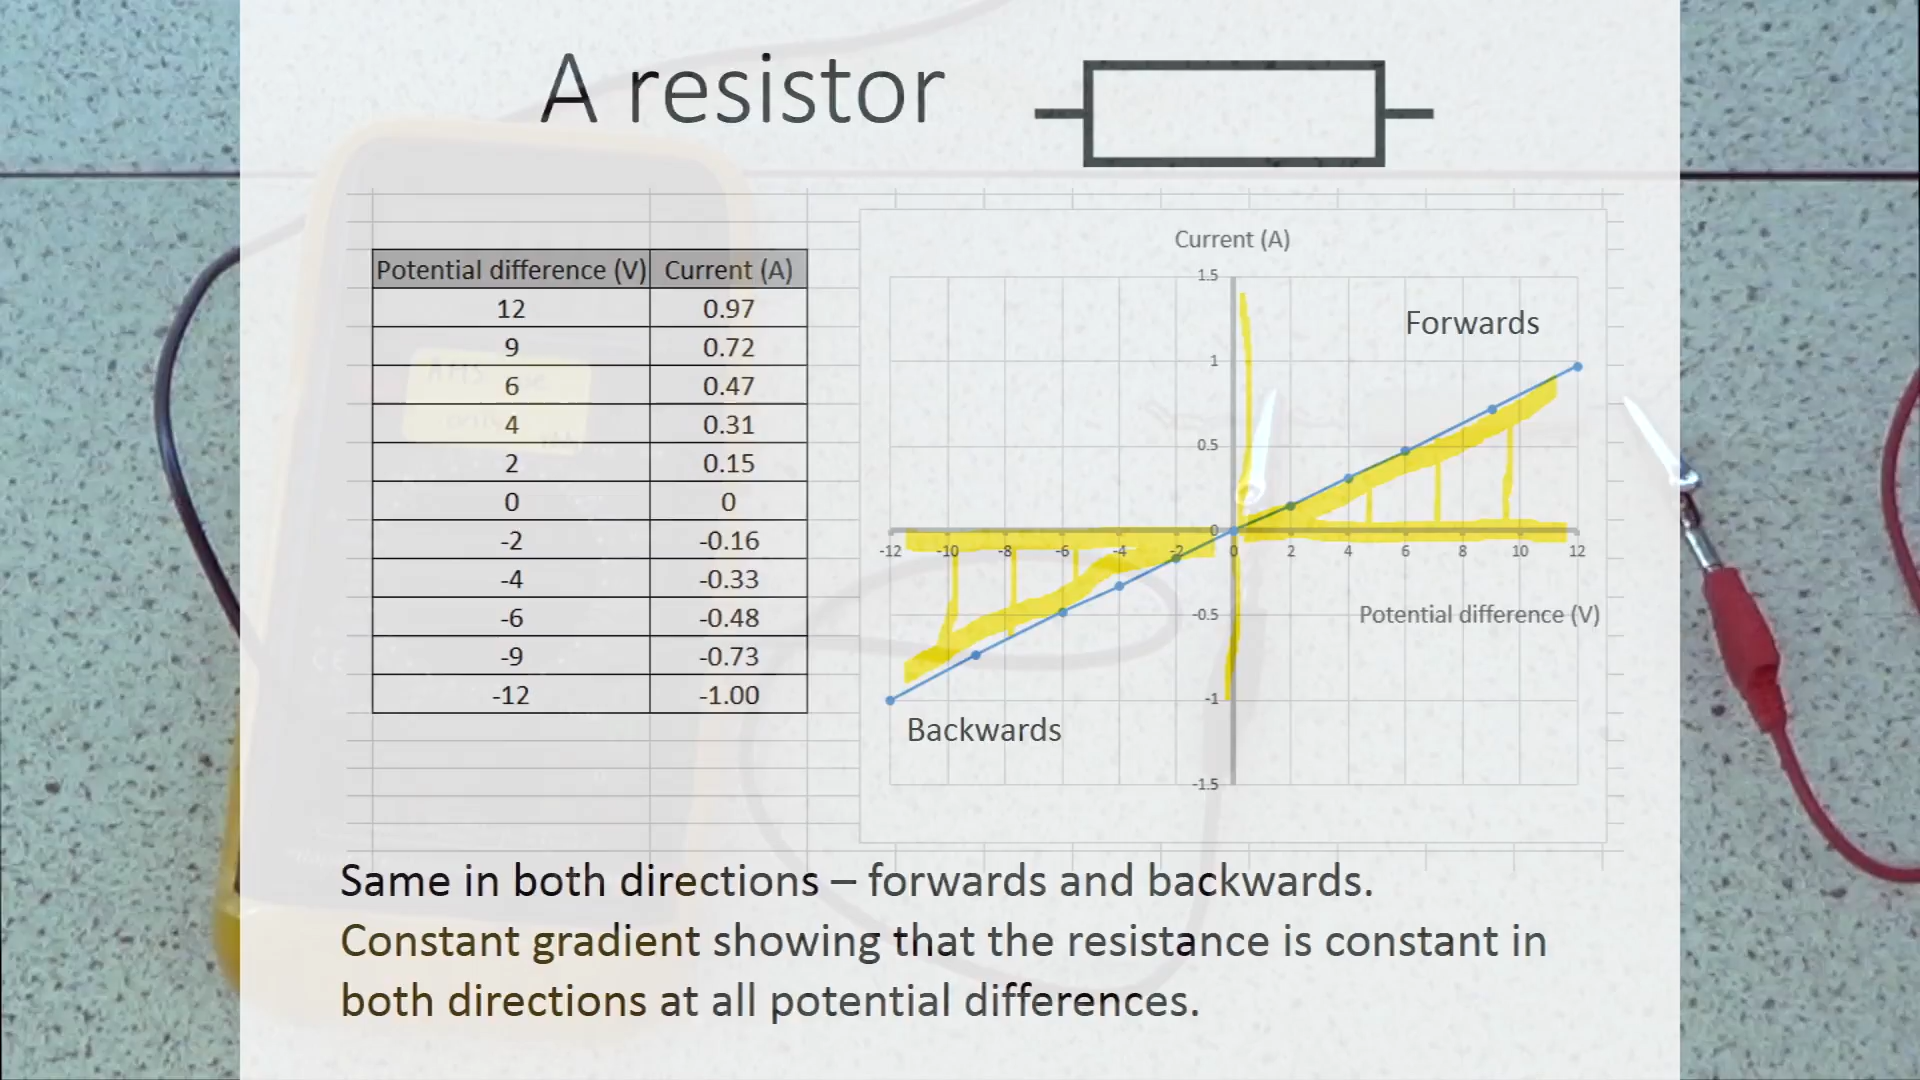 A resistor
Potential difference (V) Current (A)
12 0.97
9 0.72
6 0.47
4 0.31
2 0.15
0 0
-2 -0.16
-4 -0.33
-6 -0.48
-9 -0.73
-12 -1.00
Current (A)
1.5
Forwards
1
0.5
0
-12 -10 -8 -6 -4 -2 0 2 4 6 8 10 12
-0.5
Potential difference (V)
-1
Backwards
-1.5
Same in both directions – forwards and backwards.
Constant gradient showing that the resistance is constant in
both directions at all potential differences.